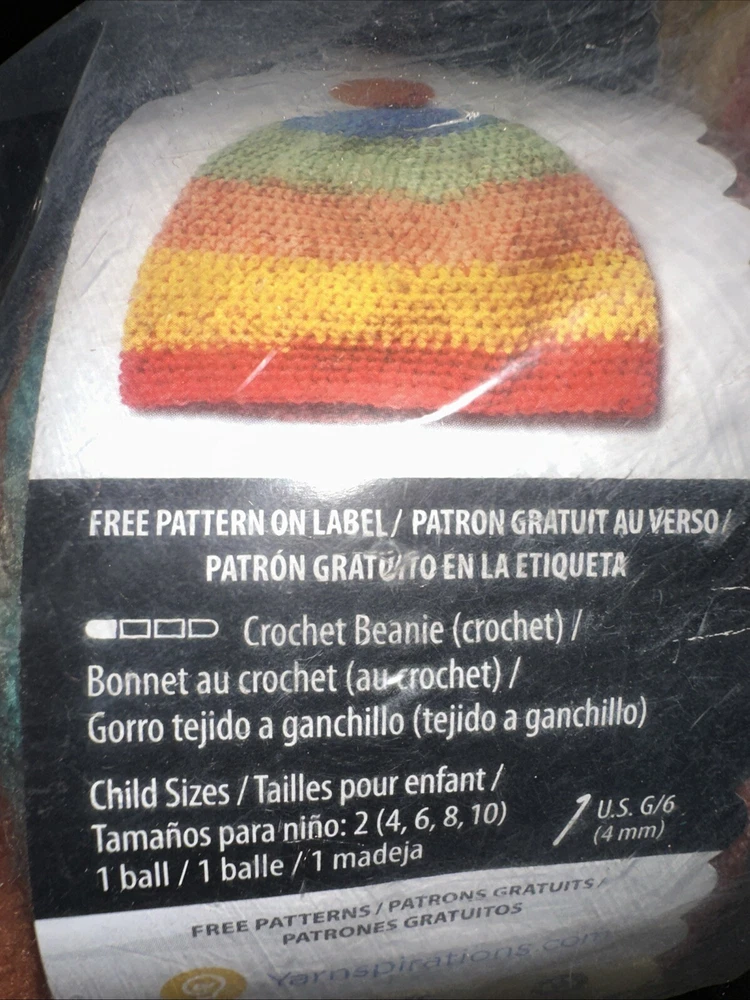 FREE PATTERN ON LABEL / PATRON GRATUIT AU VERSO /
PATRÓN GRATUITO EN LA ETIQUETA
Crochet Beanie (crochet) /
Bonnet au crochet (au crochet) /
Gorro tejido a ganchillo (tejido a ganchillo)
Child Sizes / Tailles pour enfant /
Tamaños para niño: 2 (4, 6, 8, 10)
1 ball / 1 balle / 1 madeja
U.S. G/6
(4 mm)
FREE PATTERNS / PATRONS GRATUITS /
PATRONES GRATUITOS
Yarnspirations.com